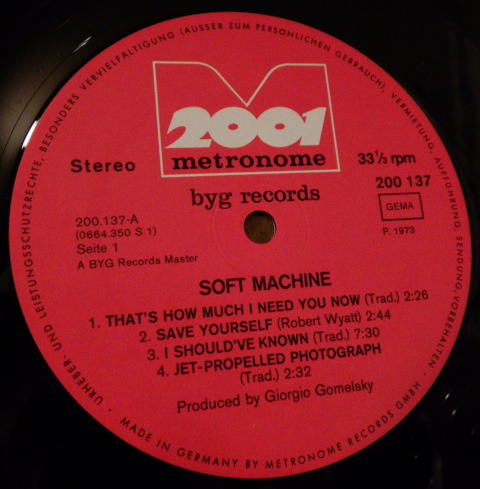 URHEBER- UND LEISTUNGSSCHUTZRECHTE, BESONDERS VERVIELFÄLTIGUNG (AUSSER ZUM PERSÖNLICHEN GEBRAUCH), VERMIETUNG, AUFFÜHRUNG, SENDUNG, VORBEHALTEN
2001
metronome
Stereo
33⅓ rpm
byg records
200 137
GEMA
P. 1973
200.137-A
(0664.350 S 1)
Seite 1
A BYG Records Master
SOFT MACHINE
1. THAT'S HOW MUCH I NEED YOU NOW (Trad.) 2:26
2. SAVE YOURSELF (Robert Wyatt) 2:44
3. I SHOULD'VE KNOWN (Trad.) 7:30
4. JET-PROPELLED PHOTOGRAPH
(Trad.) 2:32
Produced by Giorgio Gomelsky
· MADE IN GERMANY BY METRONOME RECORDS GMBH ·